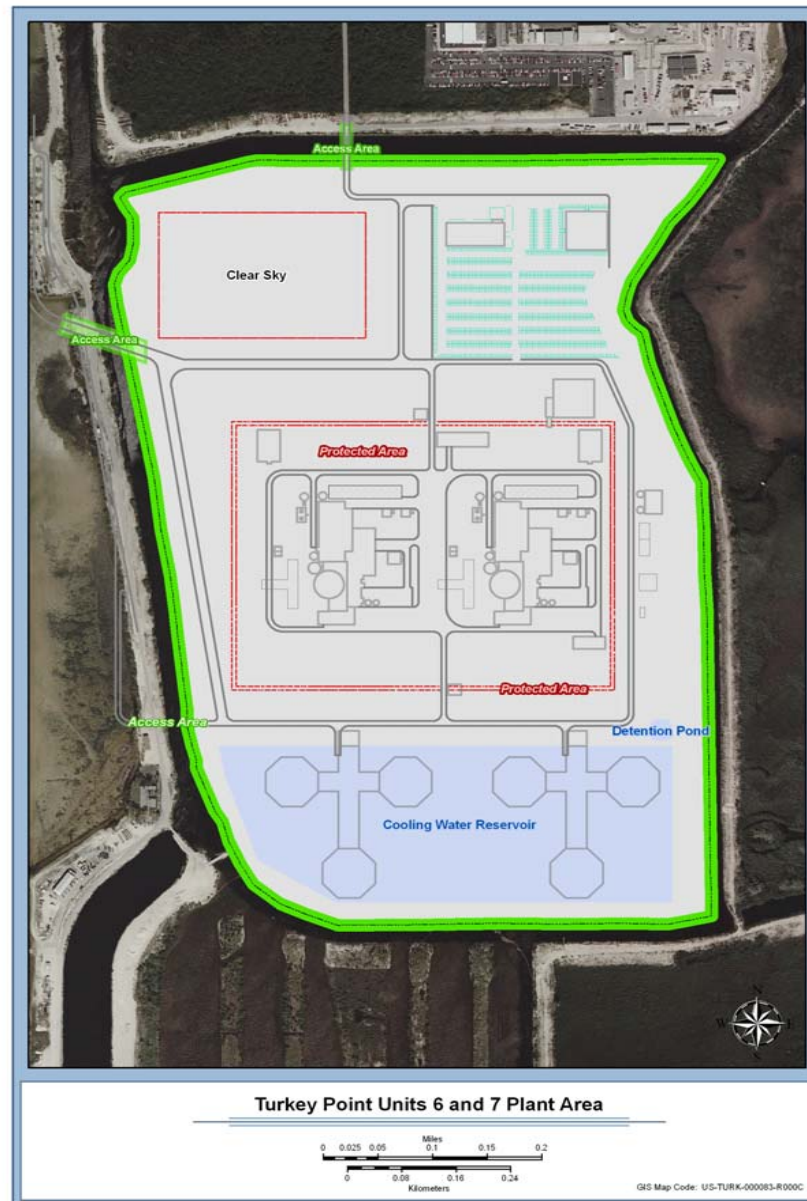 Access Area
Clear Sky
Access Area
Protected Area
Protected Area
Access Area
Detention Pond
Cooling Water Reservoir
N
W E
S
Turkey Point Units 6 and 7 Plant Area
Miles
0 0.025 0.05 0.1 0.15 0.2
0 0.08 0.16 0.24
Kilometers
GIS Map Code: US-TURK-000083-R000C